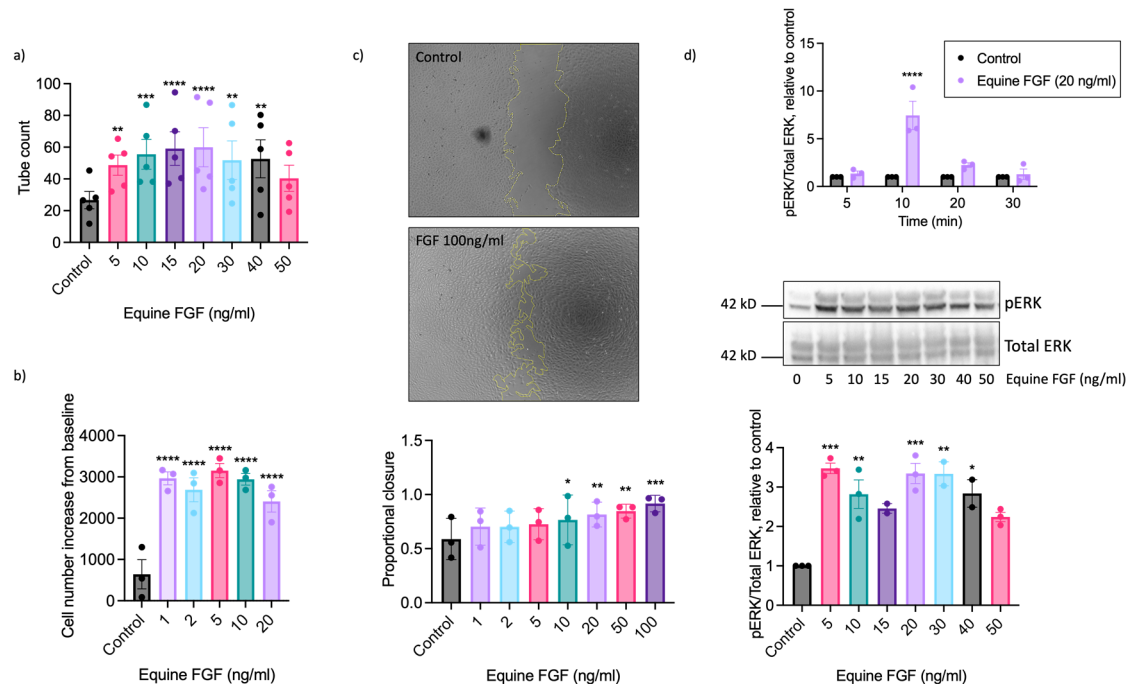 a)
Tube count
100
80
60
40
20
0
**
***
****
****
**
**
Control
5
10
15
20
30
40
50
Equine FGF (ng/ml)
b)
Cell number increase from baseline
4000
3000
2000
1000
0
****
****
****
****
****
Control
1
2
5
10
20
Equine FGF (ng/ml)
c)
Control
FGF 100ng/ml
Proportional closure
1.5
1.0
0.5
0.0
*
**
**
***
Control
1
2
5
10
20
50
100
Equine FGF (ng/ml)
d)
pERK/Total ERK, relative to control
15
10
5
0
****
Control
Equine FGF (20 ng/ml)
5
10
20
30
Time (min)
42 kD
pERK
42 kD
Total ERK
0 5 10 15 20 30 40 50 Equine FGF (ng/ml)
pERK/Total ERK, relative to control
4
3
2
1
0
***
**
***
**
*
Control
5
10
15
20
30
40
50
Equine FGF (ng/ml)